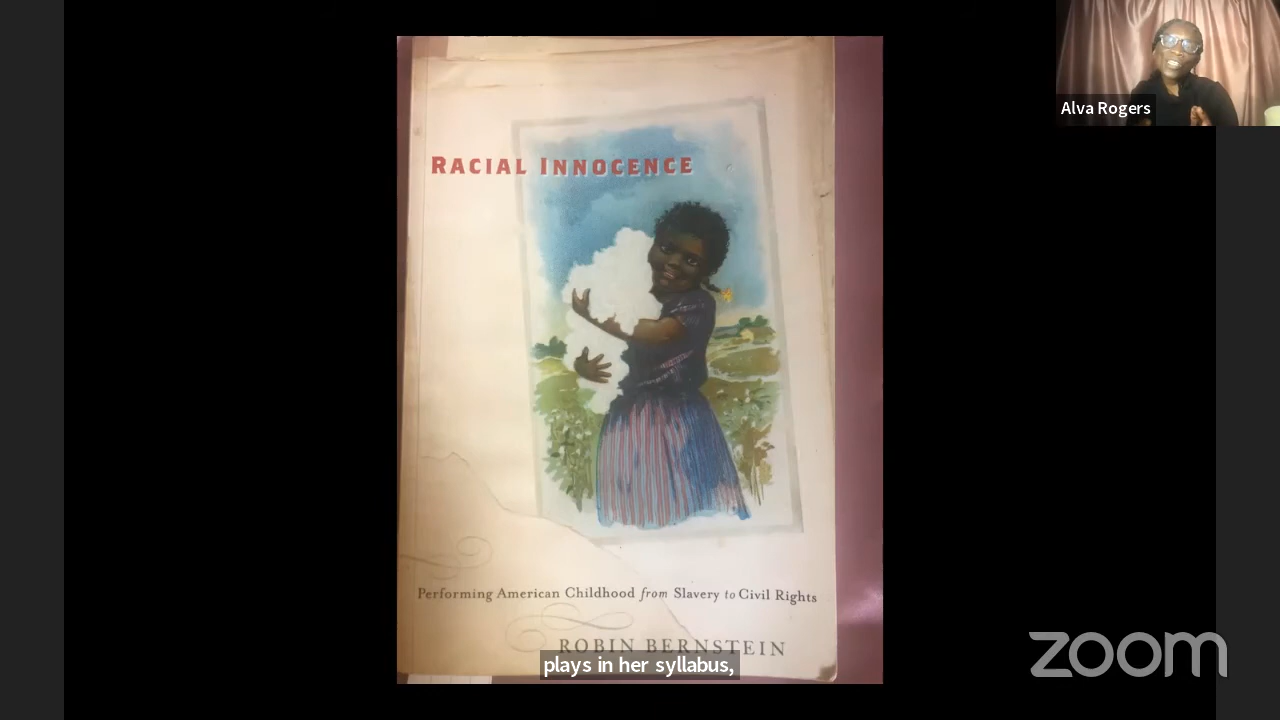 Alva Rogers
RACIAL INNOCENCE
Performing American Childhood from Slavery to Civil Rights
ROBIN BERNSTEIN
plays in her syllabus,
zoom